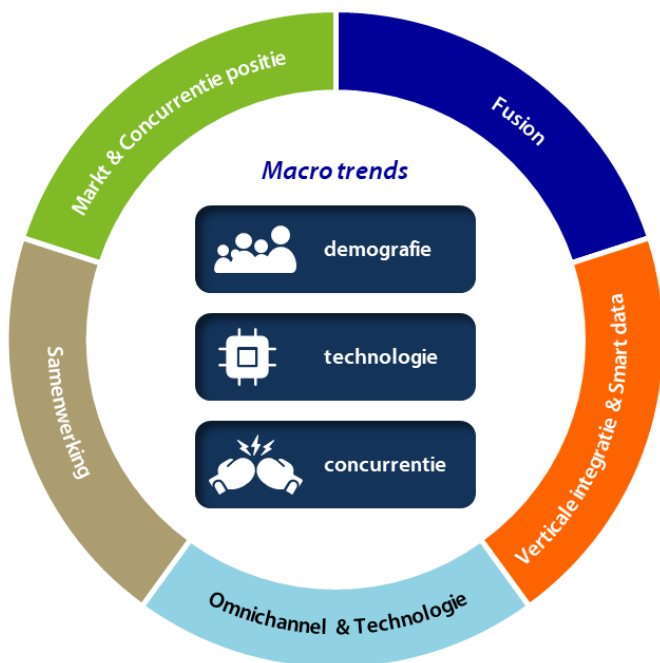 Markt & Concurrentie positie
Fusion
Macro trends
demografie
technologie
concurrentie
Samenwerking
Verticale integratie & Smart data
Omnichannel & Technologie